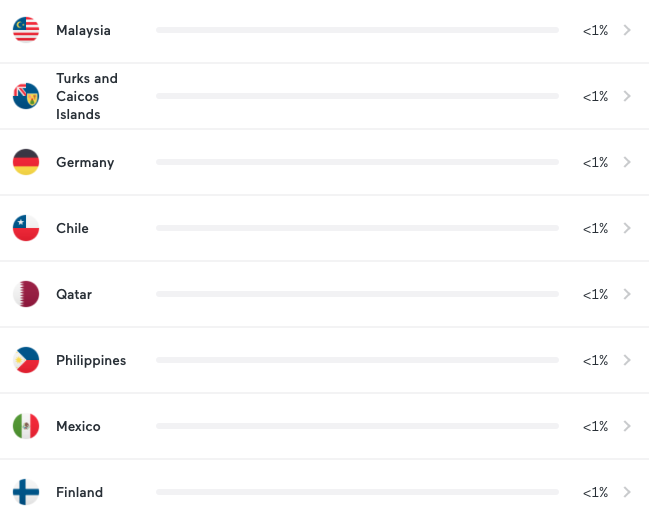 Malaysia <1%
Turks and
Caicos <1%
Islands
Germany <1%
Chile <1%
Qatar <1%
Philippines <1%
Mexico <1%
Finland <1%